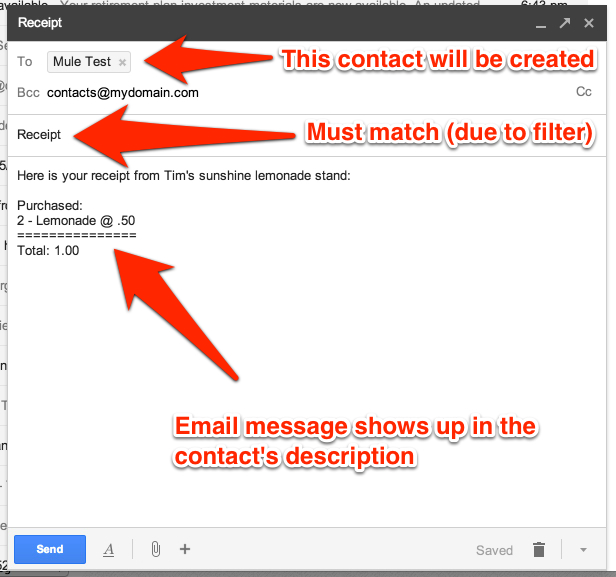 available - Your retirement plan investment materials are now available. An updated 6:43 pm
Receipt
To Mule Test ×
This contact will be created
Bcc contacts@mydomain.com Cc
Receipt
Must match (due to filter)
Here is your receipt from Tim's sunshine lemonade stand:
Purchased:
2 - Lemonade @ .50
===============
Total: 1.00
Email message shows up in the
contact's description
Send A Saved